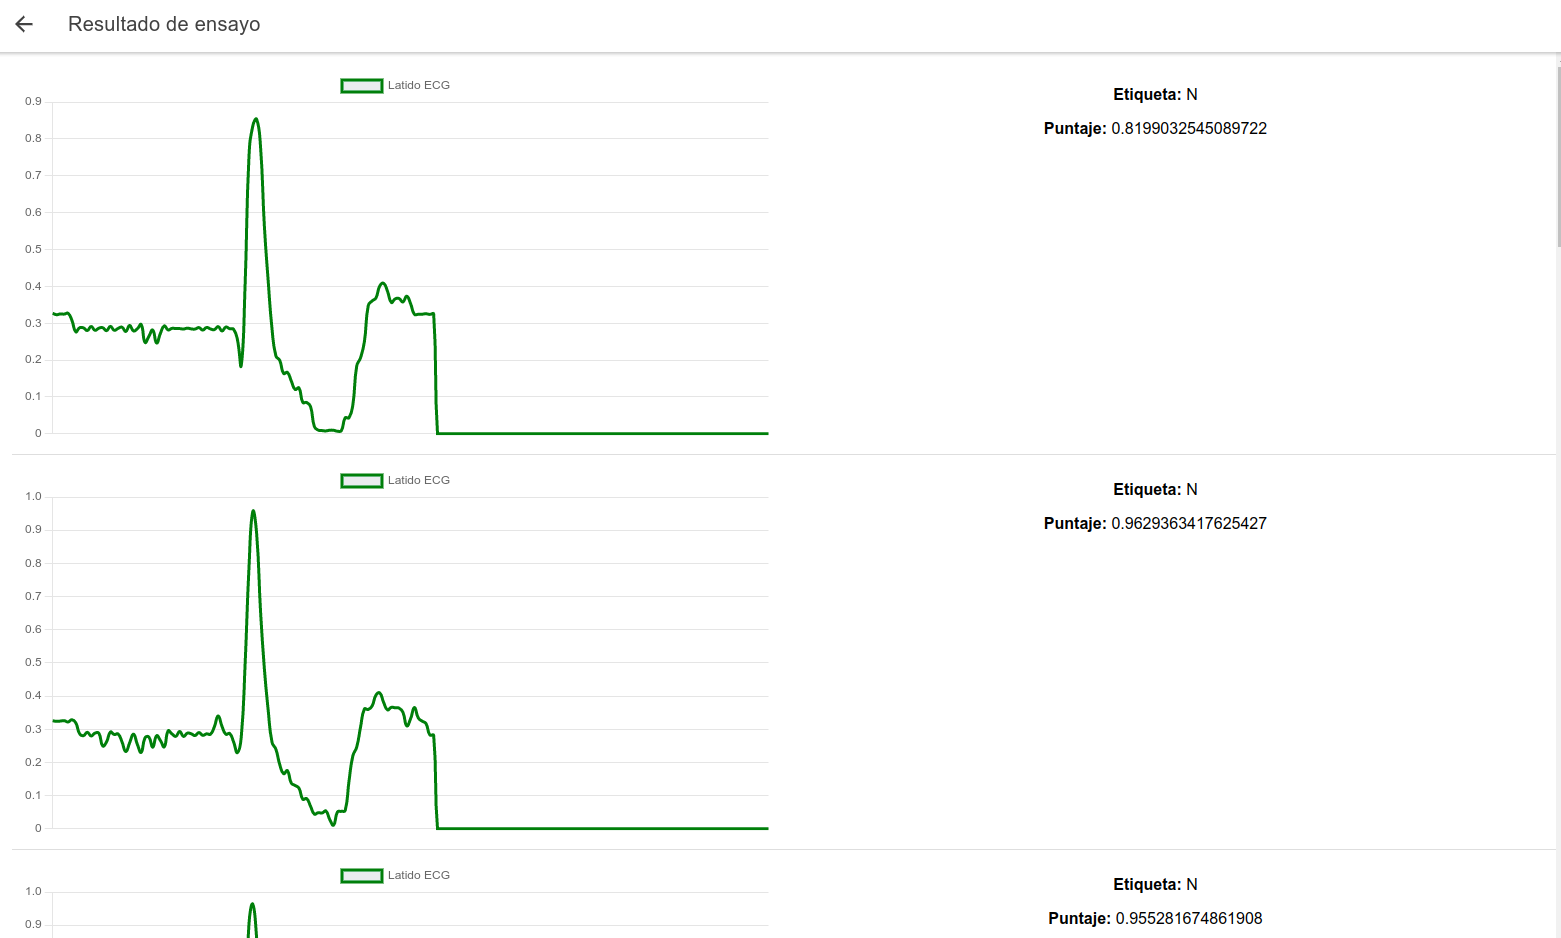 Resultado de ensayo
Latido ECG
0.9
0.8
0.7
0.6
0.5
0.4
0.3
0.2
0.1
0
Etiqueta: N
Puntaje: 0.8199032545089722
Latido ECG
1.0
0.9
0.8
0.7
0.6
0.5
0.4
0.3
0.2
0.1
0
Etiqueta: N
Puntaje: 0.9629363417625427
Latido ECG
1.0
0.9
Etiqueta: N
Puntaje: 0.955281674861908